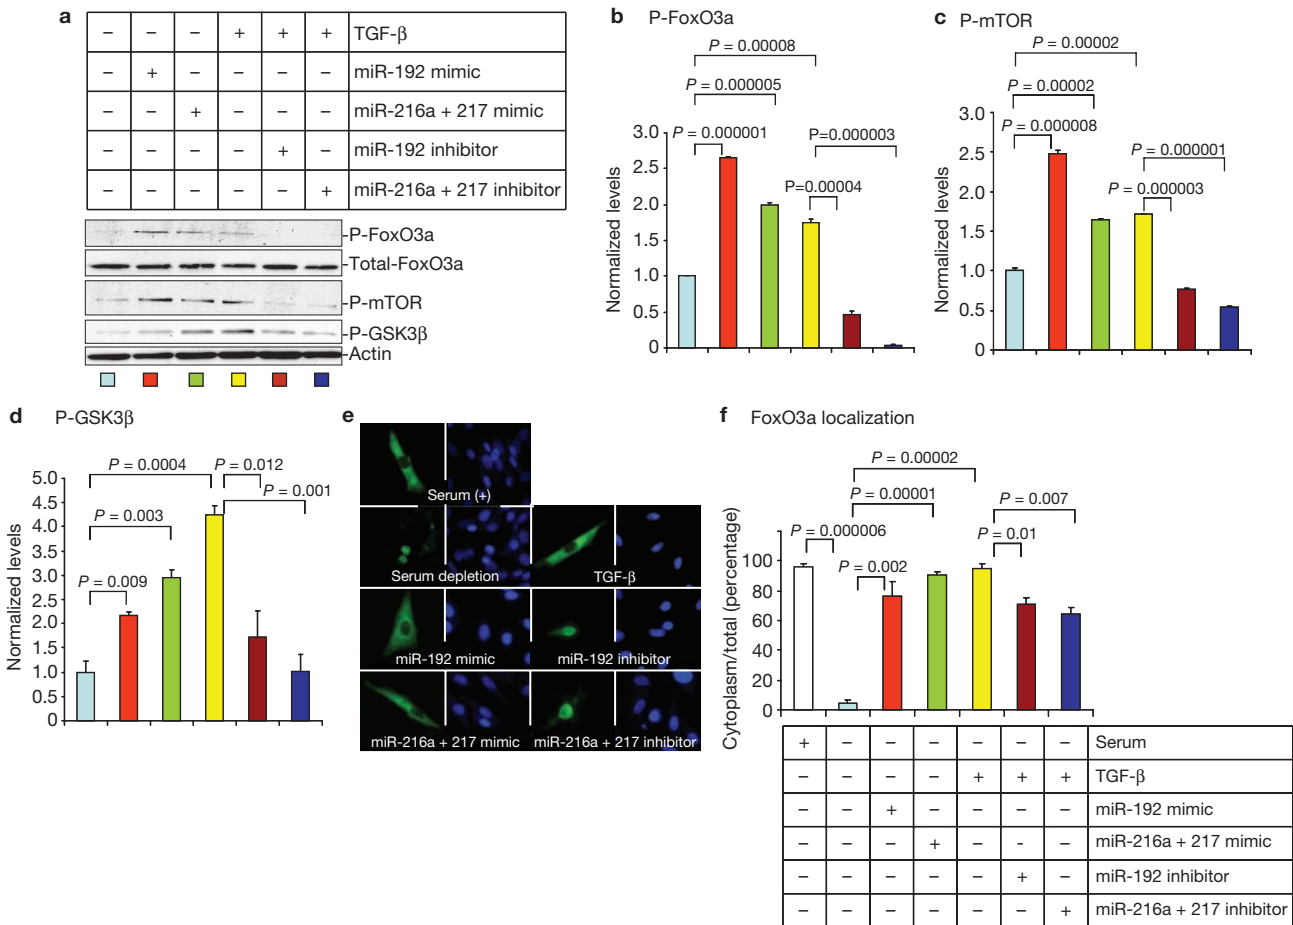 a
– – – + + + TGF-β
– + – – – – miR-192 mimic
– – + – – – miR-216a + 217 mimic
– – – – + – miR-192 inhibitor
– – – – – + miR-216a + 217 inhibitor
-P-FoxO3a
-Total-FoxO3a
-P-mTOR
-P-GSK3β
-Actin
b P-FoxO3a
P = 0.00008
P = 0.000005
P = 0.000001
P=0.000003
P=0.00004
Normalized levels
3.0
2.5
2.0
1.5
1.0
0.5
0
c P-mTOR
P = 0.00002
P = 0.00002
P = 0.000008
P = 0.000001
P = 0.000003
Normalized levels
3.0
2.5
2.0
1.5
1.0
0.5
0
d P-GSK3β
P = 0.0004
P = 0.012
P = 0.001
P = 0.003
P = 0.009
Normalized levels
5.0
4.5
4.0
3.5
3.0
2.5
2.0
1.5
1.0
0.5
0
e
Serum (+)
Serum depletion
TGF-β
miR-192 mimic
miR-192 inhibitor
miR-216a + 217 mimic
miR-216a + 217 inhibitor
f FoxO3a localization
P = 0.00002
P = 0.00001
P = 0.007
P = 0.000006
P = 0.01
P = 0.002
Cytoplasm/total (percentage)
100
80
60
40
20
0
+ – – – – – – Serum
– – – – + + + TGF-β
– – + – – – – miR-192 mimic
– – – + – - – miR-216a + 217 mimic
– – – – – + – miR-192 inhibitor
– – – – – – + miR-216a + 217 inhibitor